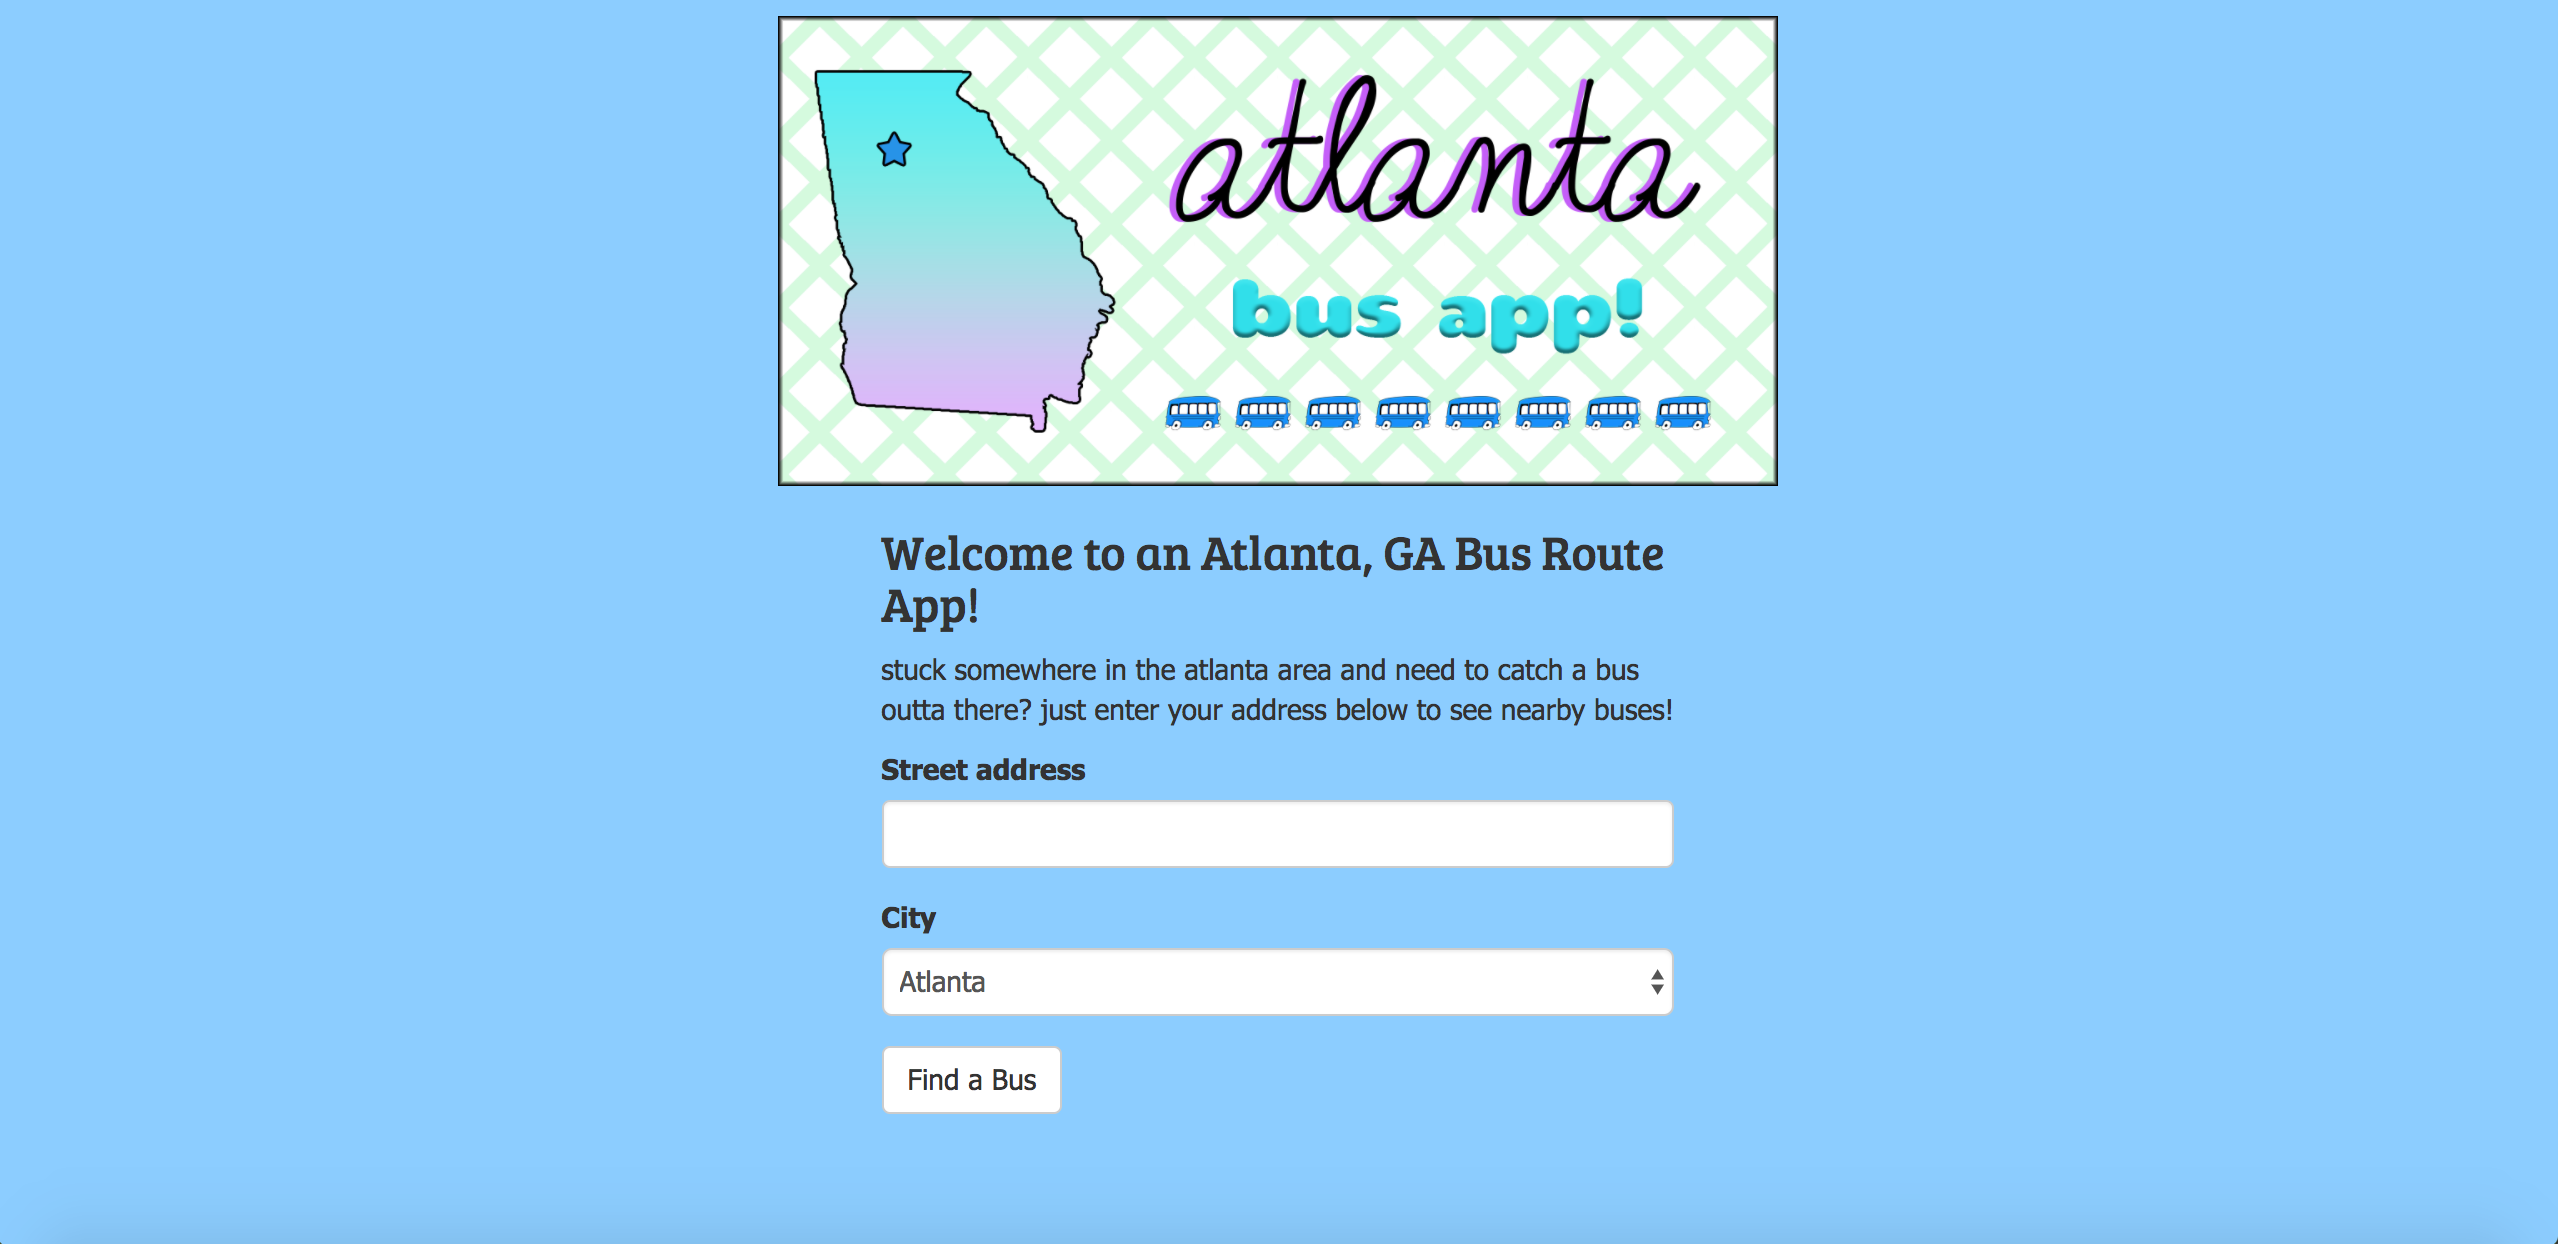 atlanta
bus app!
Welcome to an Atlanta, GA Bus Route
App!
stuck somewhere in the atlanta area and need to catch a bus
outta there? just enter your address below to see nearby buses!
Street address
City
Atlanta
Find a Bus